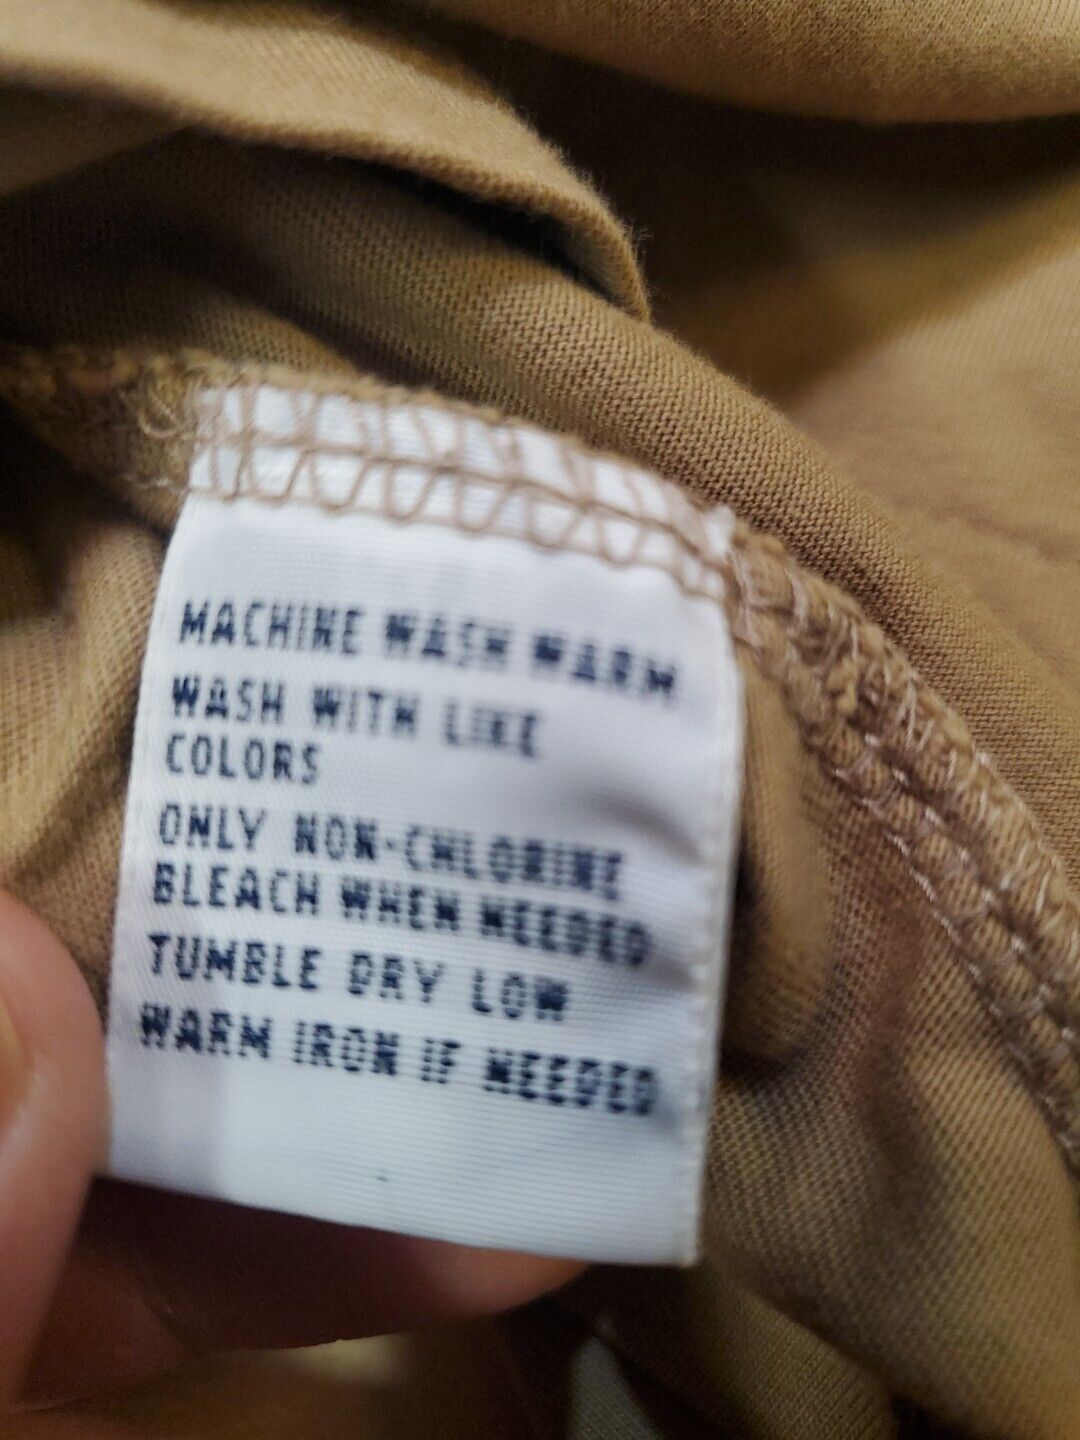 MACHINE WASH WARM
WASH WITH LIKE
COLORS
ONLY NON-CHLORINE
BLEACH WHEN NEEDED
TUMBLE DRY LOW
WARM IRON IF NEEDED